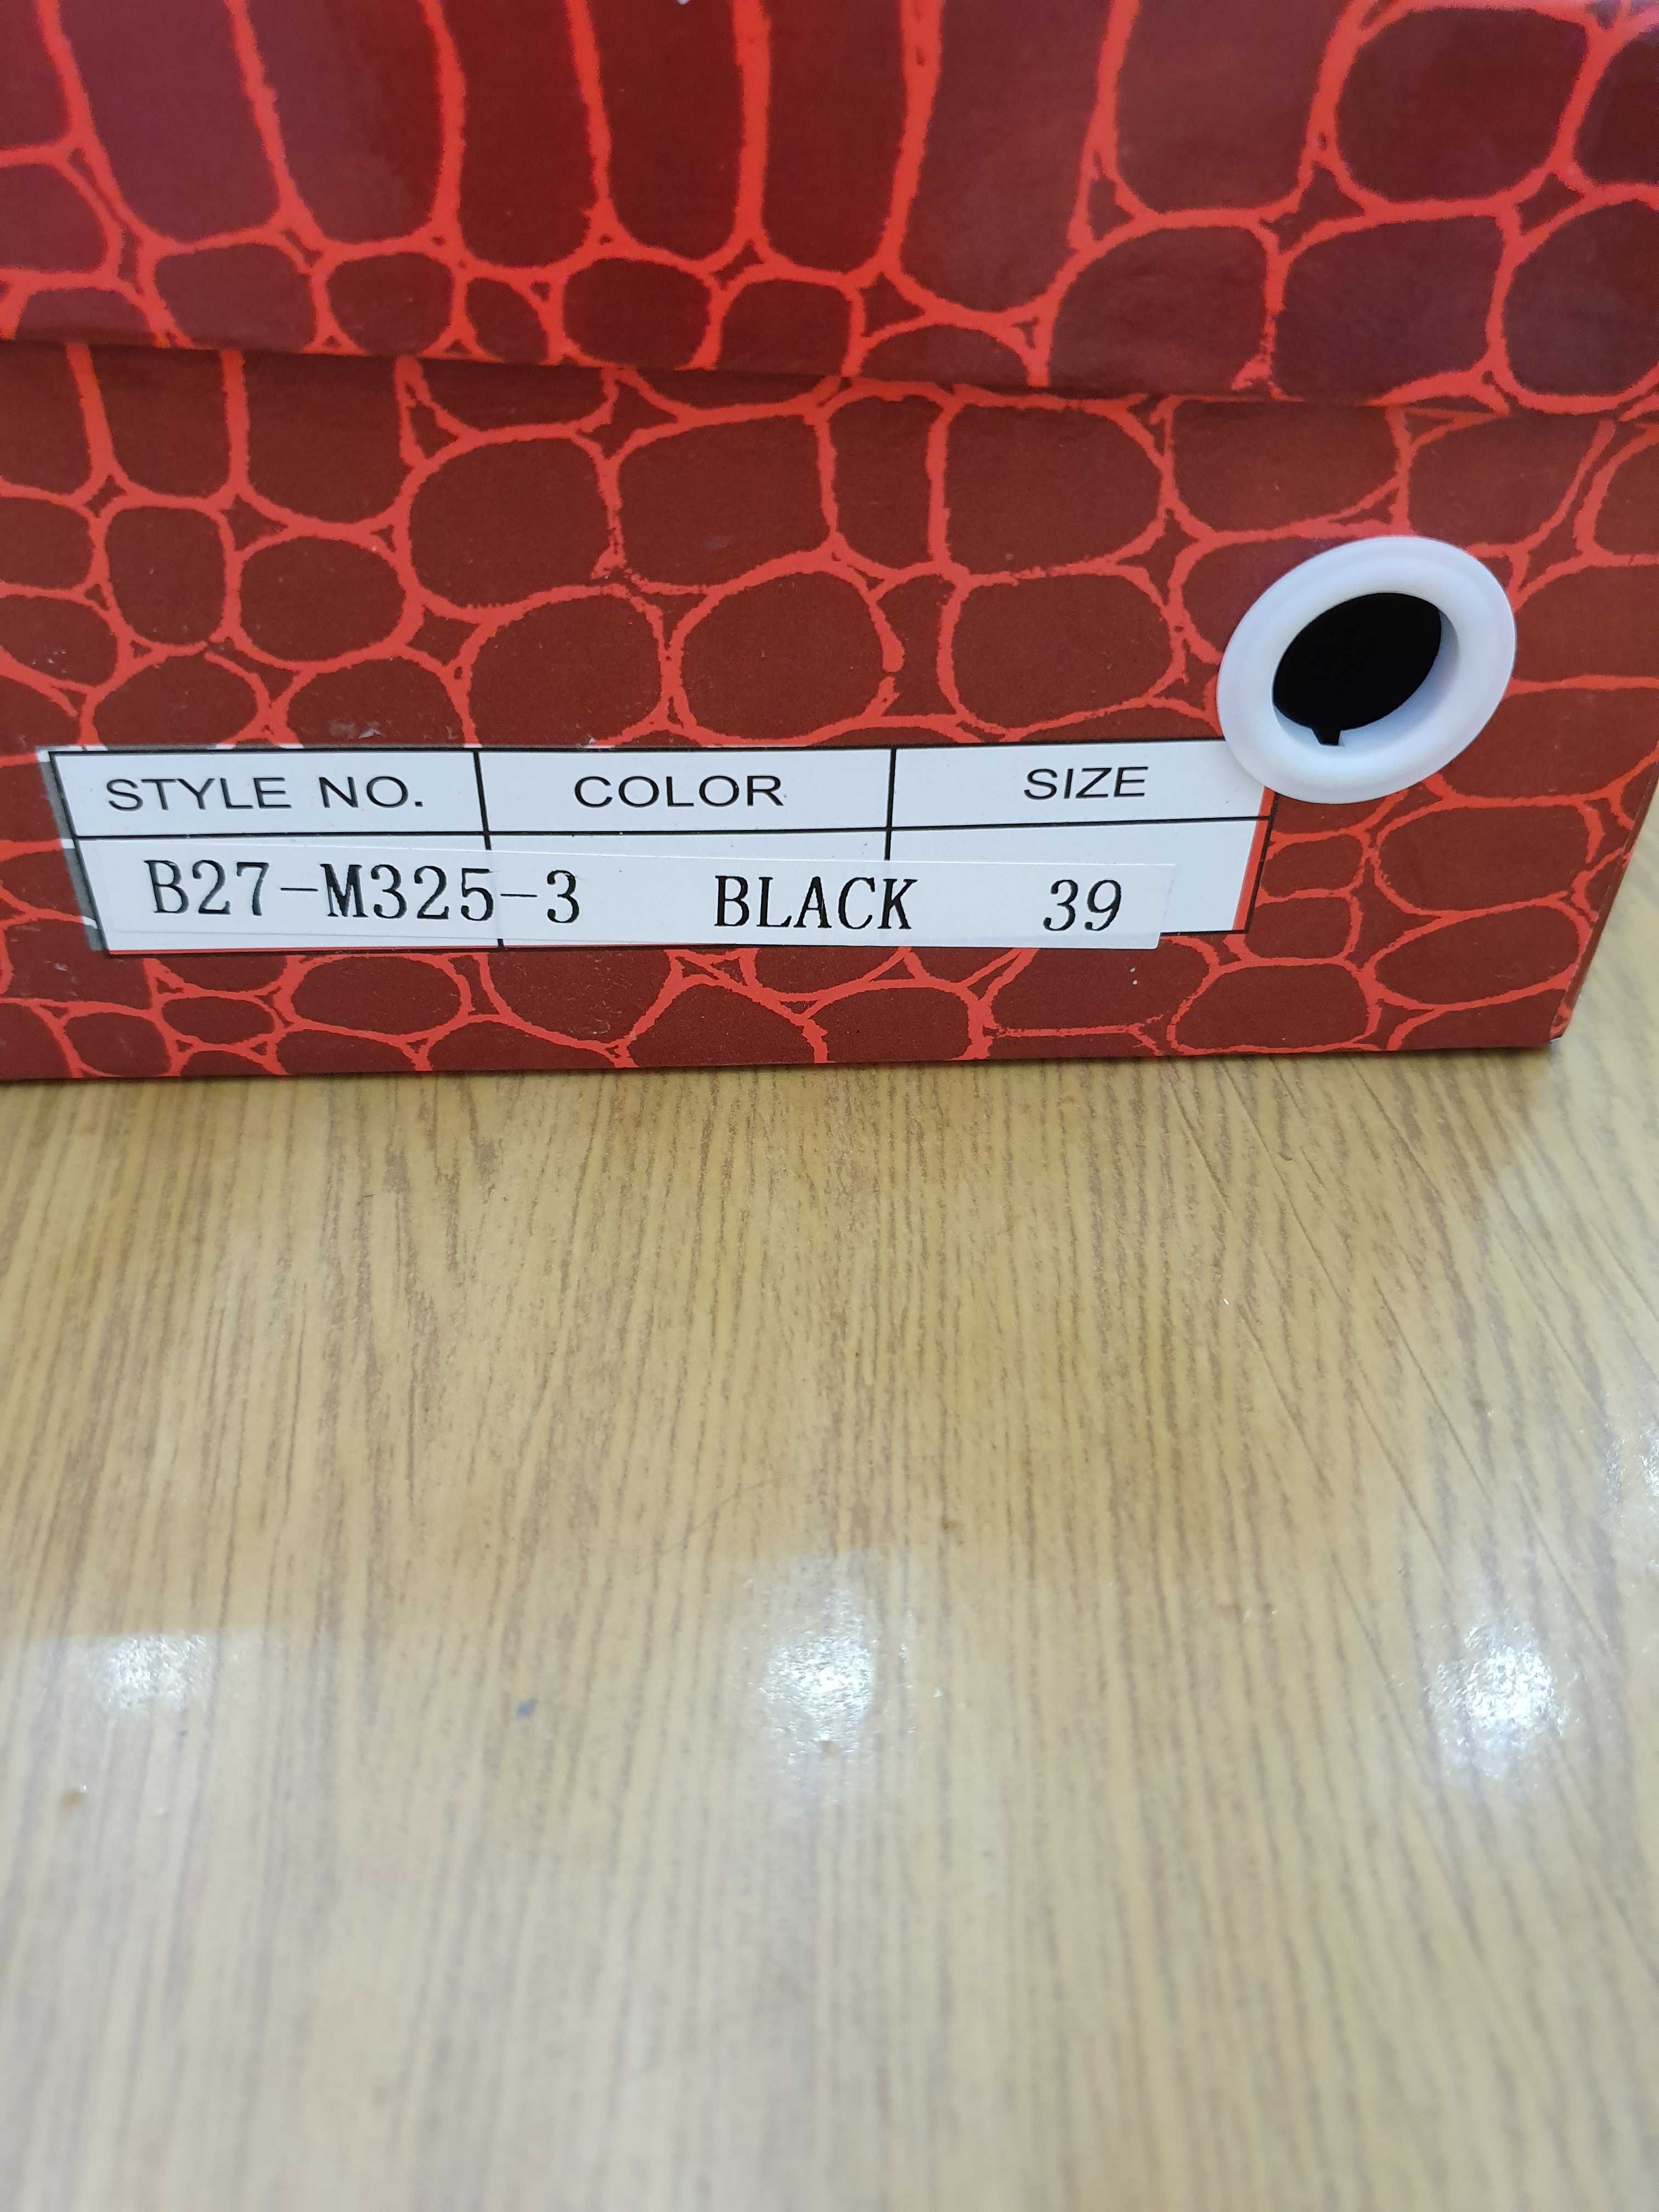 STYLE NO. COLOR SIZE
B27-M325-3 BLACK 39